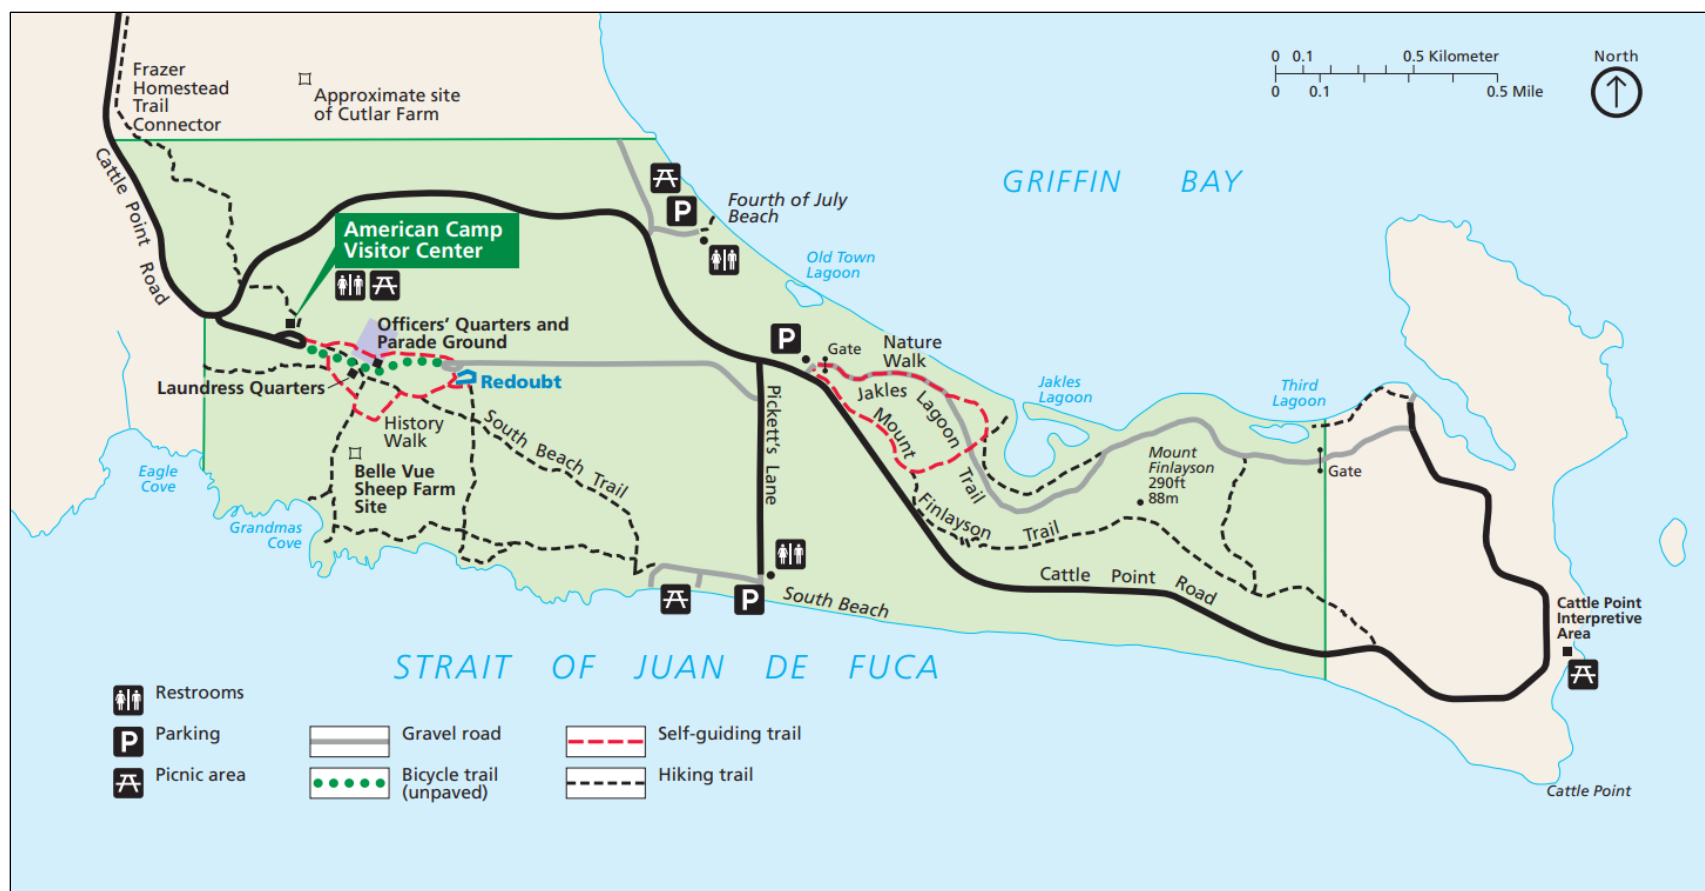 Frazer
Homestead
Trail
Connector
Approximate site
of Cutlar Farm
0 0.1 0.5 Kilometer
0 0.1 0.5 Mile
North
Cattle Point Road
GRIFFIN BAY
P
Fourth of July
Beach
American Camp
Visitor Center
Old Town
Lagoon
Officers' Quarters and
Parade Ground
P
Gate
Nature
Walk
Laundress Quarters
Redoubt
Jakles
Lagoon
Third
Lagoon
Jakles Lagoon Trail
Pickett's Lane
History
Walk
South Beach Trail
Mount Finlayson Trail
Eagle
Cove
Belle Vue
Sheep Farm
Site
Mount
Finlayson
290ft
88m
Gate
Grandmas
Cove
Cattle Point Road
P
South Beach
Cattle Point
Interpretive
Area
STRAIT OF JUAN DE FUCA
Restrooms
P
Parking
Picnic area
Gravel road
Bicycle trail
(unpaved)
Self-guiding trail
Hiking trail
Cattle Point